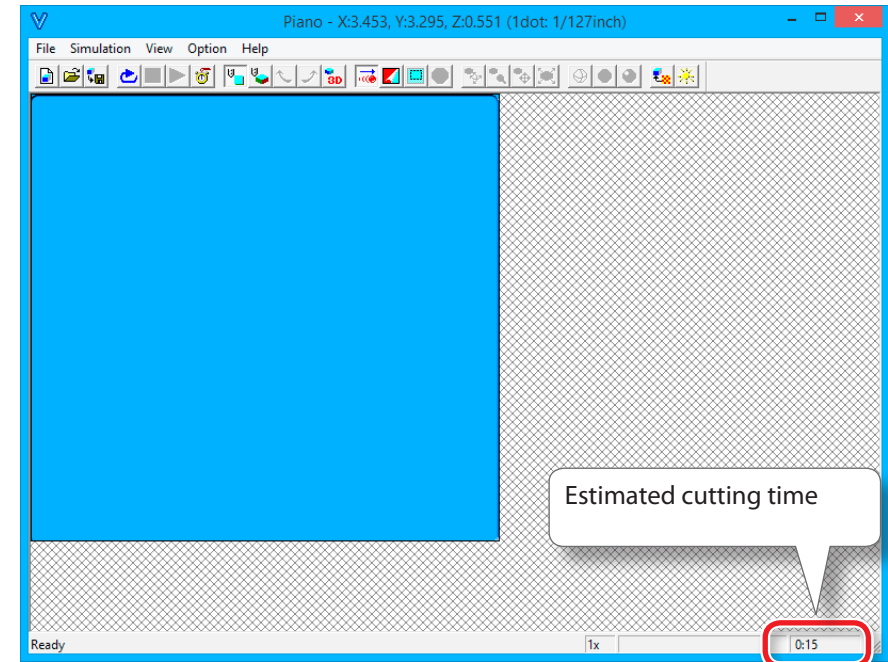 Piano - X:3.453, Y:3.295, Z:0.551 (1dot: 1/127inch)
File Simulation View Option Help
3D
Estimated cutting time
Ready 1x 0:15